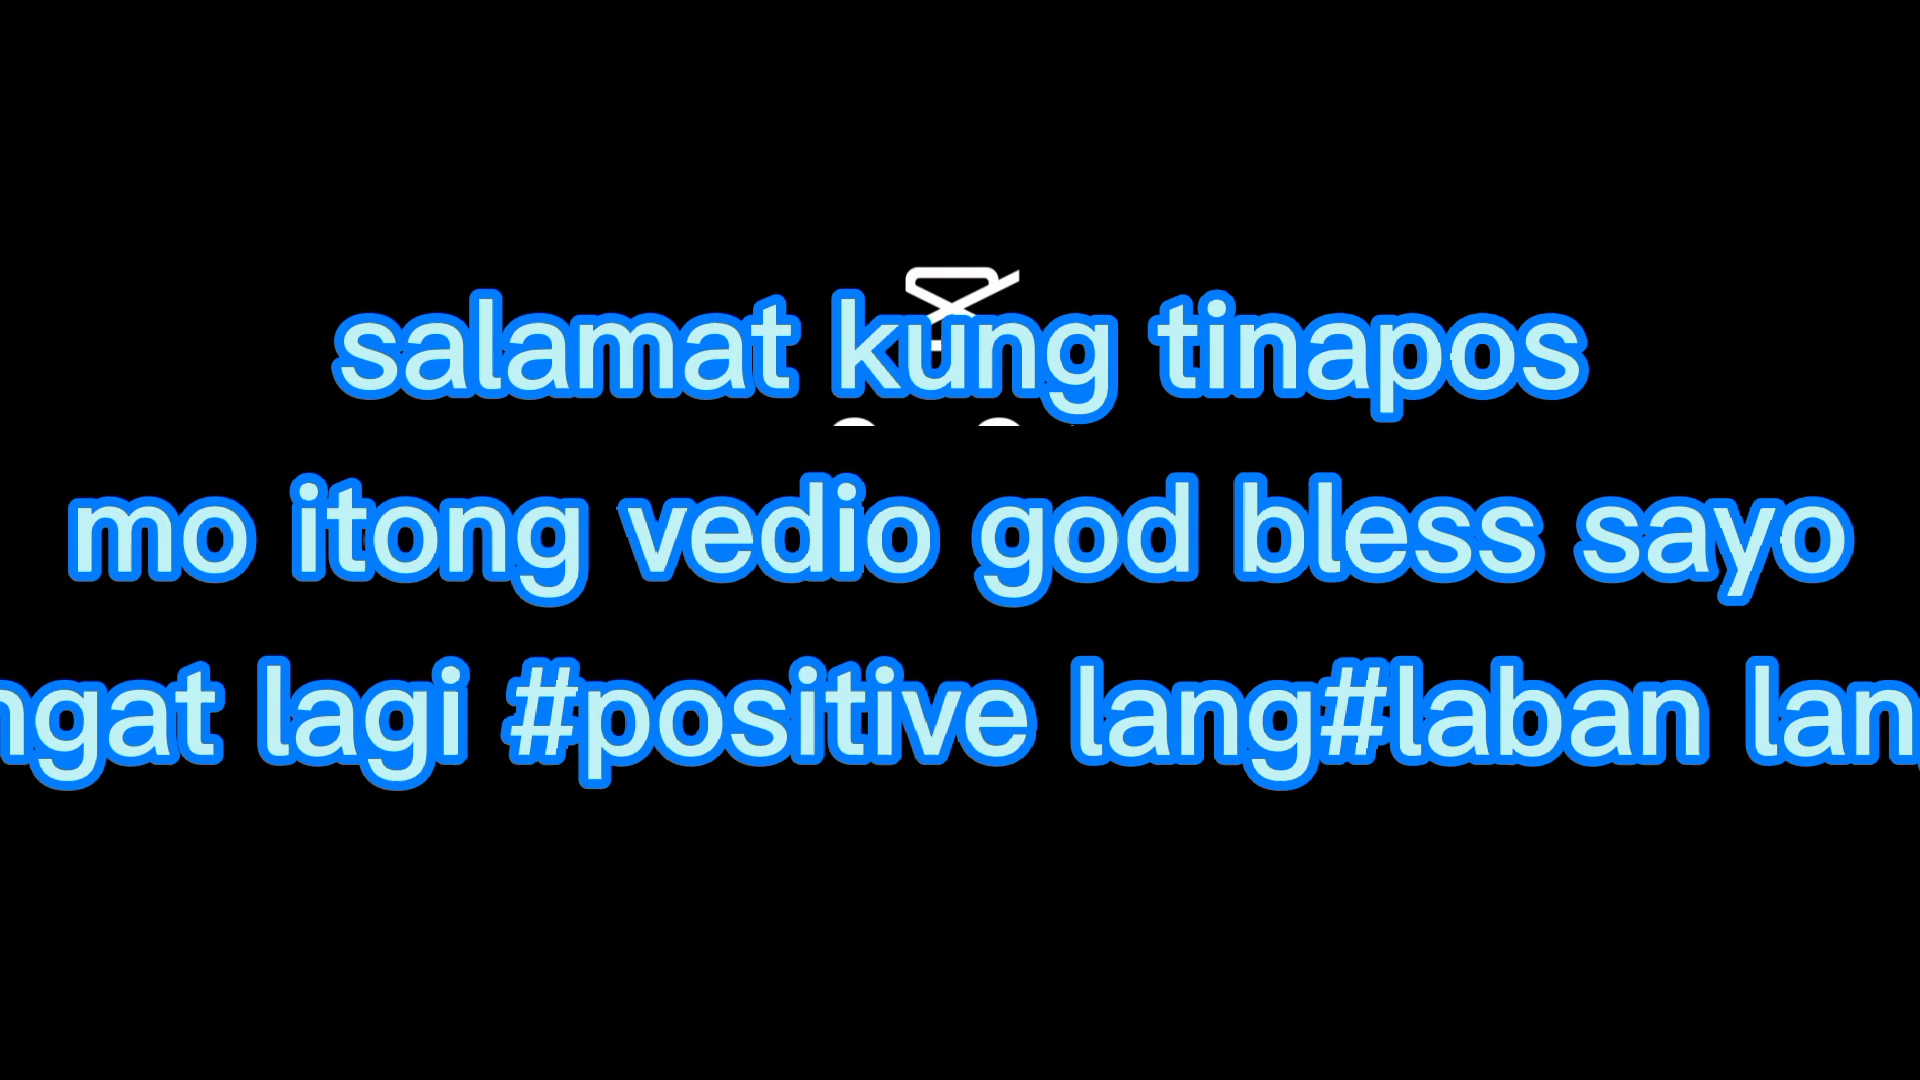 salamat kung tinapos
mo itong vedio god bless sayo
ngat lagi #positive lang#laban lan